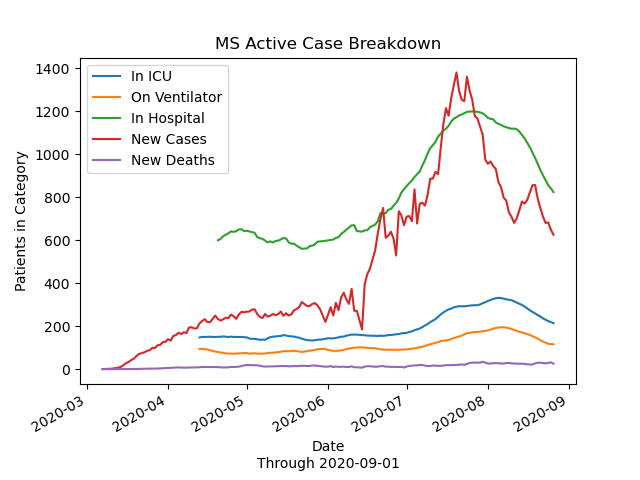 MS Active Case Breakdown
In ICU
On Ventilator
In Hospital
New Cases
New Deaths
Patients in Category
1400
1200
1000
800
600
400
200
0
2020-03
2020-04
2020-05
2020-06
2020-07
2020-08
2020-09
Date
Through 2020-09-01